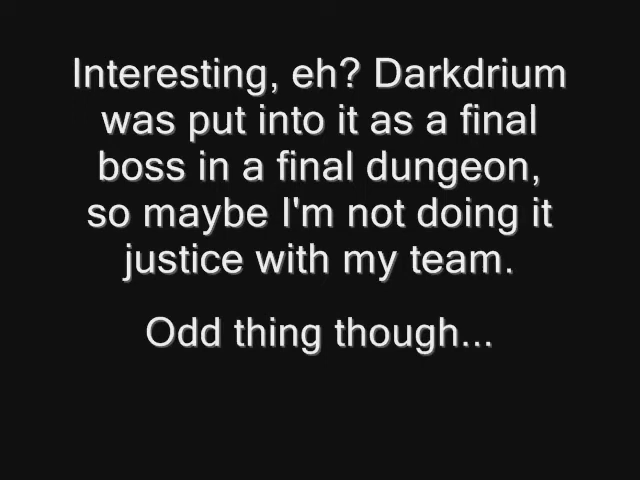 Interesting, eh? Darkdrium
was put into it as a final
boss in a final dungeon,
so maybe I'm not doing it
justice with my team.
Odd thing though...